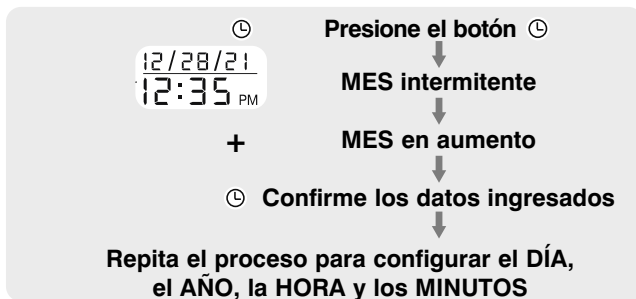 Presione el botón
12/28/21
12:35 PM
MES intermitente
+
MES en aumento
Confirme los datos ingresados
Repita el proceso para configurar el DÍA,
el AÑO, la HORA y los MINUTOS